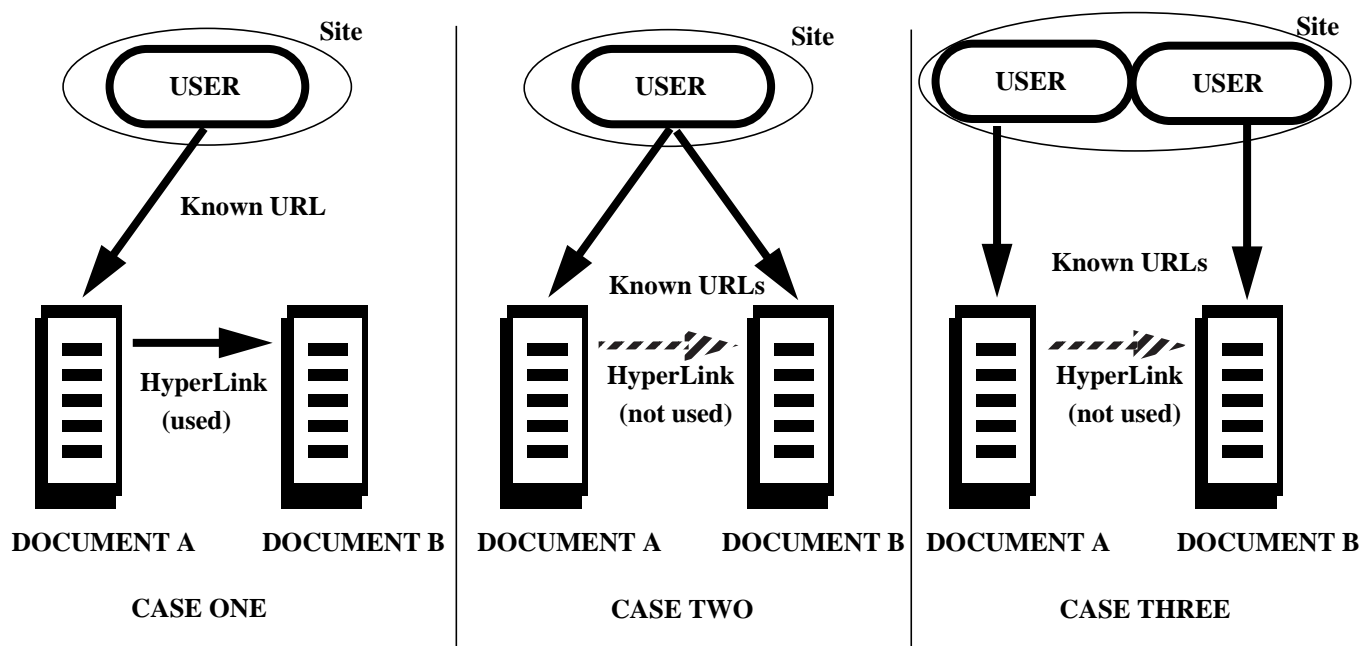 Site
USER
Known URL
HyperLink
(used)
DOCUMENT A
DOCUMENT B
CASE ONE
Site
USER
Known URLs
HyperLink
(not used)
DOCUMENT A
DOCUMENT B
CASE TWO
Site
USER
USER
Known URLs
HyperLink
(not used)
DOCUMENT A
DOCUMENT B
CASE THREE